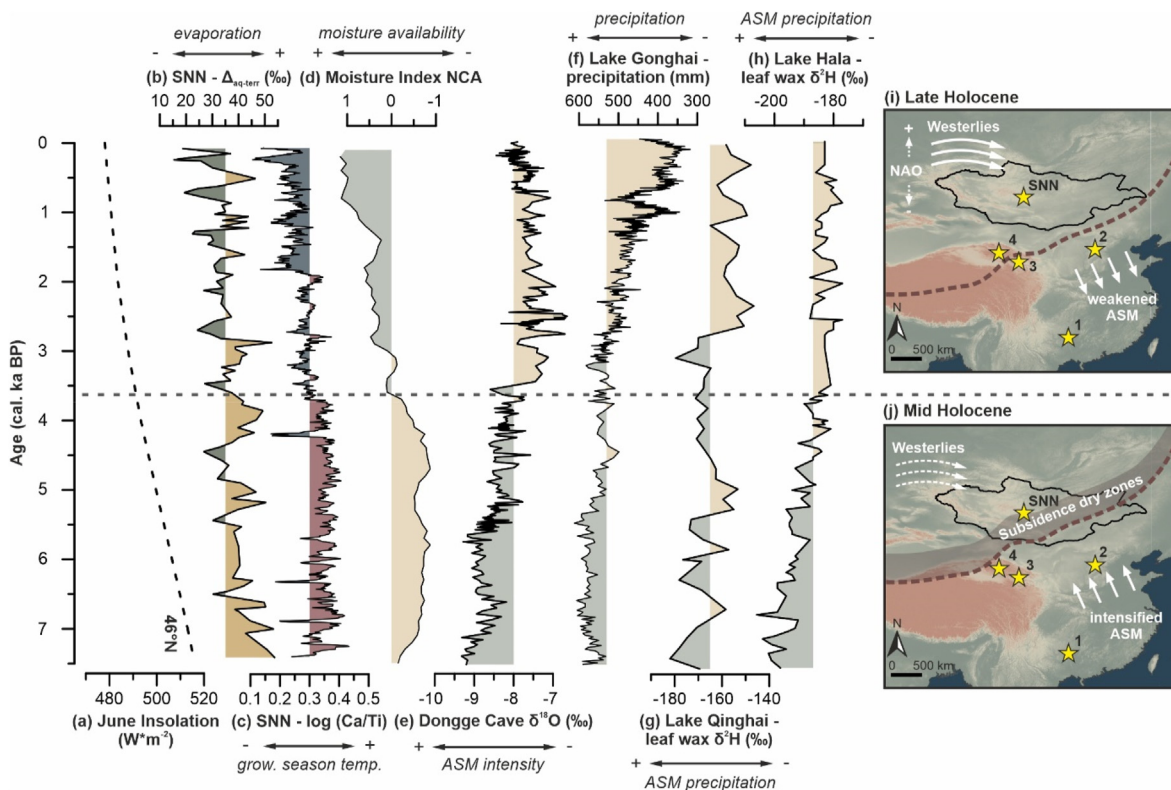 evaporation
- +
(b) SNN - Δaq-terr (‰)
10 20 30 40 50
moisture availability
+ -
(d) Moisture Index NCA
1 0 -1
precipitation
+ -
(f) Lake Gonghai -
precipitation (mm)
600 500 400 300
ASM precipitation
+ -
(h) Lake Hala -
leaf wax δ²H (‰)
-200 -180
Age (cal. ka BP)
0
1
2
3
4
5
6
7
46°N
480 500 520
(a) June Insolation
(W*m⁻²)
0.1 0.3 0.5
(c) SNN - log (Ca/Ti)
- +
grow. season temp.
-10 -9 -8 -7
(e) Dongge Cave δ¹⁸O (‰)
+ -
ASM intensity
-180 -160 -140
(g) Lake Qinghai -
leaf wax δ²H (‰)
+ -
ASM precipitation
(i) Late Holocene
+
Westerlies
NAO
-
SNN
4
2
3
weakened
ASM
1
N
0 500 km
(j) Mid Holocene
Westerlies
SNN
Subsidence dry zones
4
2
3
intensified
ASM
1
N
0 500 km